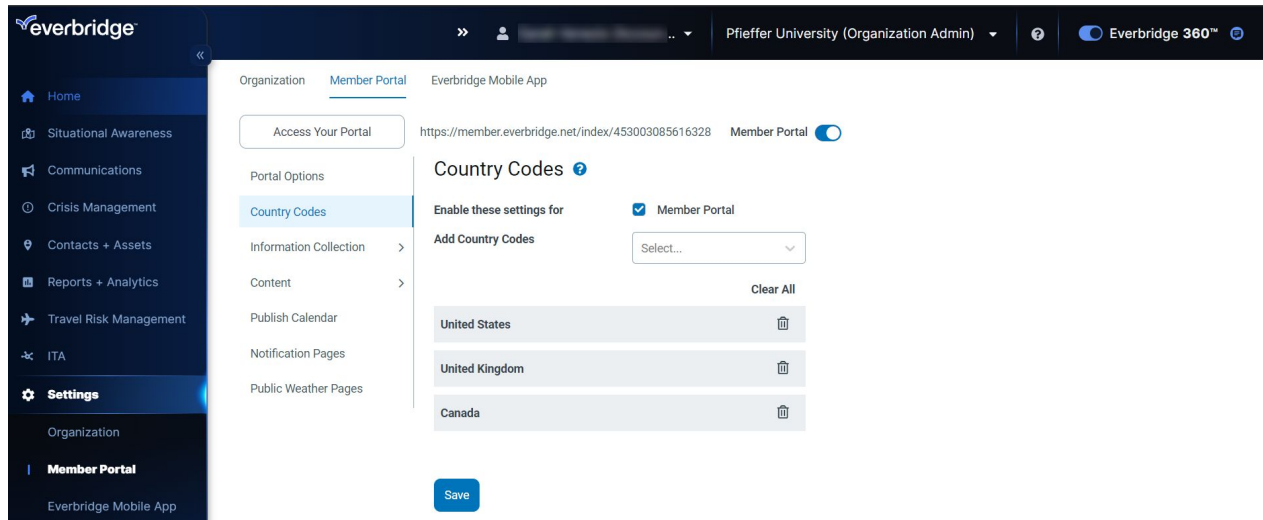 everbridge™
»
..
Pfieffer University (Organization Admin)
Everbridge 360™
«
Home
Situational Awareness
Communications
Crisis Management
Contacts + Assets
Reports + Analytics
Travel Risk Management
ITA
Settings
Organization
Member Portal
Everbridge Mobile App
Organization Member Portal Everbridge Mobile App
Access Your Portal
https://member.everbridge.net/index/453003085616328
Member Portal
Portal Options
Country Codes
Information Collection
Content
Publish Calendar
Notification Pages
Public Weather Pages
Country Codes
Enable these settings for
Member Portal
Add Country Codes
Select...
Clear All
United States
United Kingdom
Canada
Save